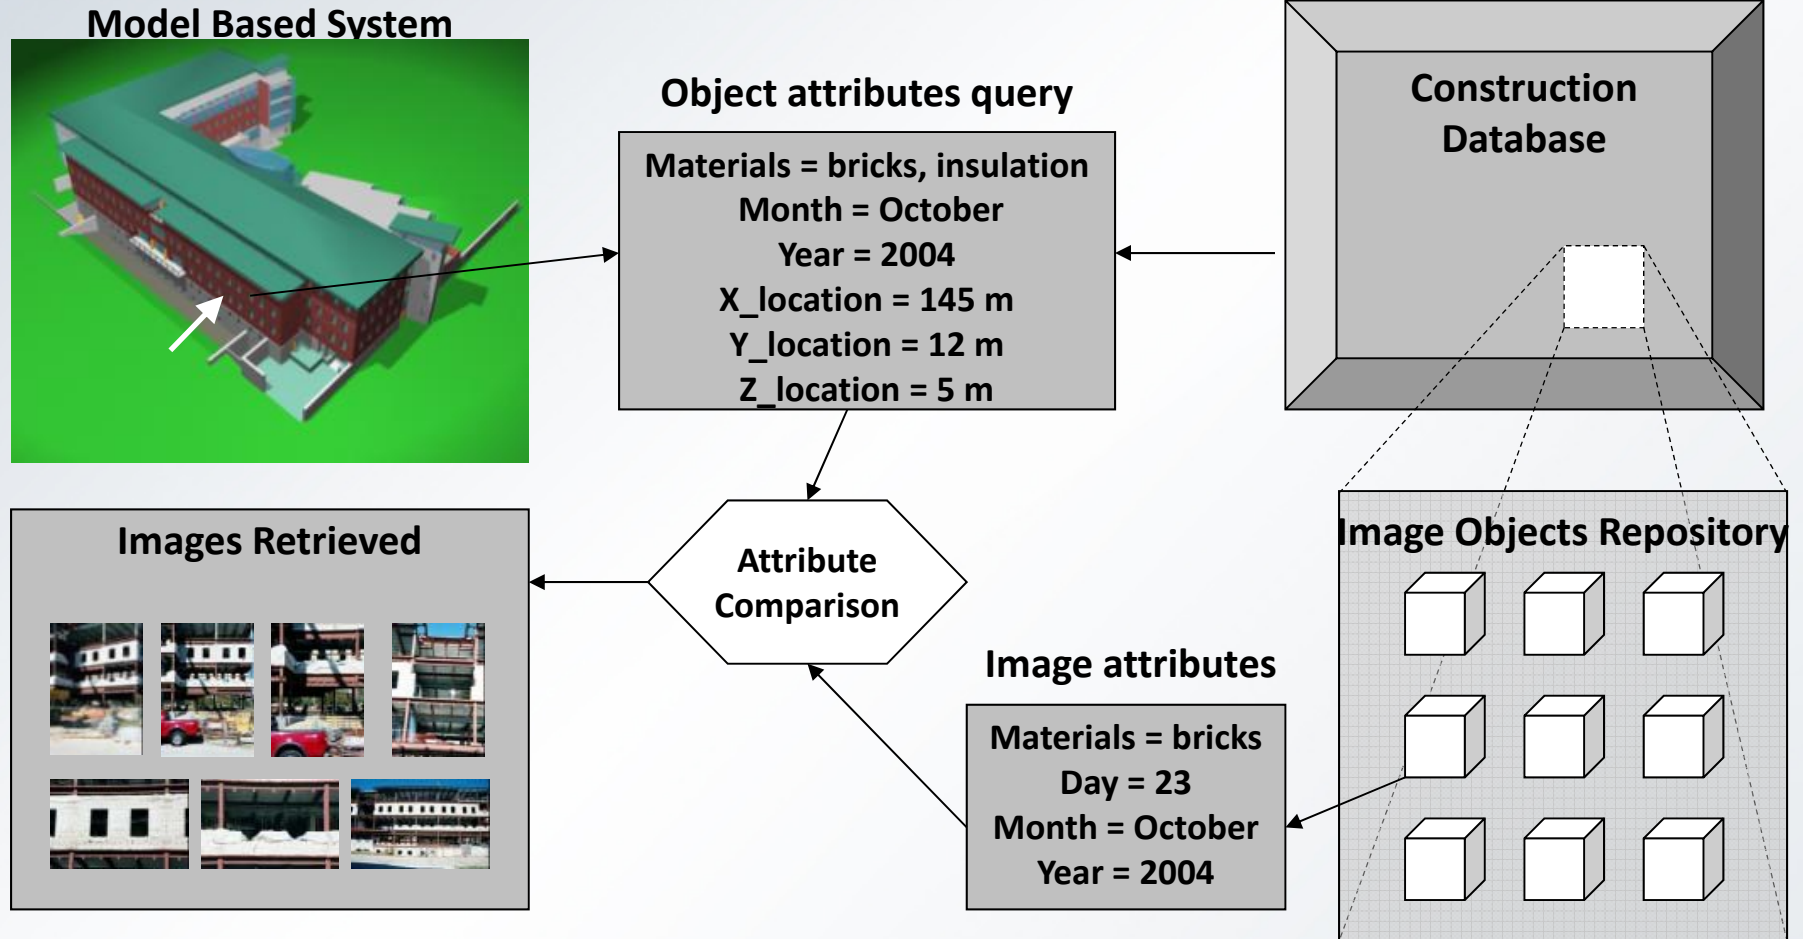 Model Based System
Object attributes query
Materials = bricks, insulation
Month = October
Year = 2004
X_location = 145 m
Y_location = 12 m
Z_location = 5 m
Construction
Database
Images Retrieved
Attribute
Comparison
Image attributes
Materials = bricks
Day = 23
Month = October
Year = 2004
Image Objects Repository